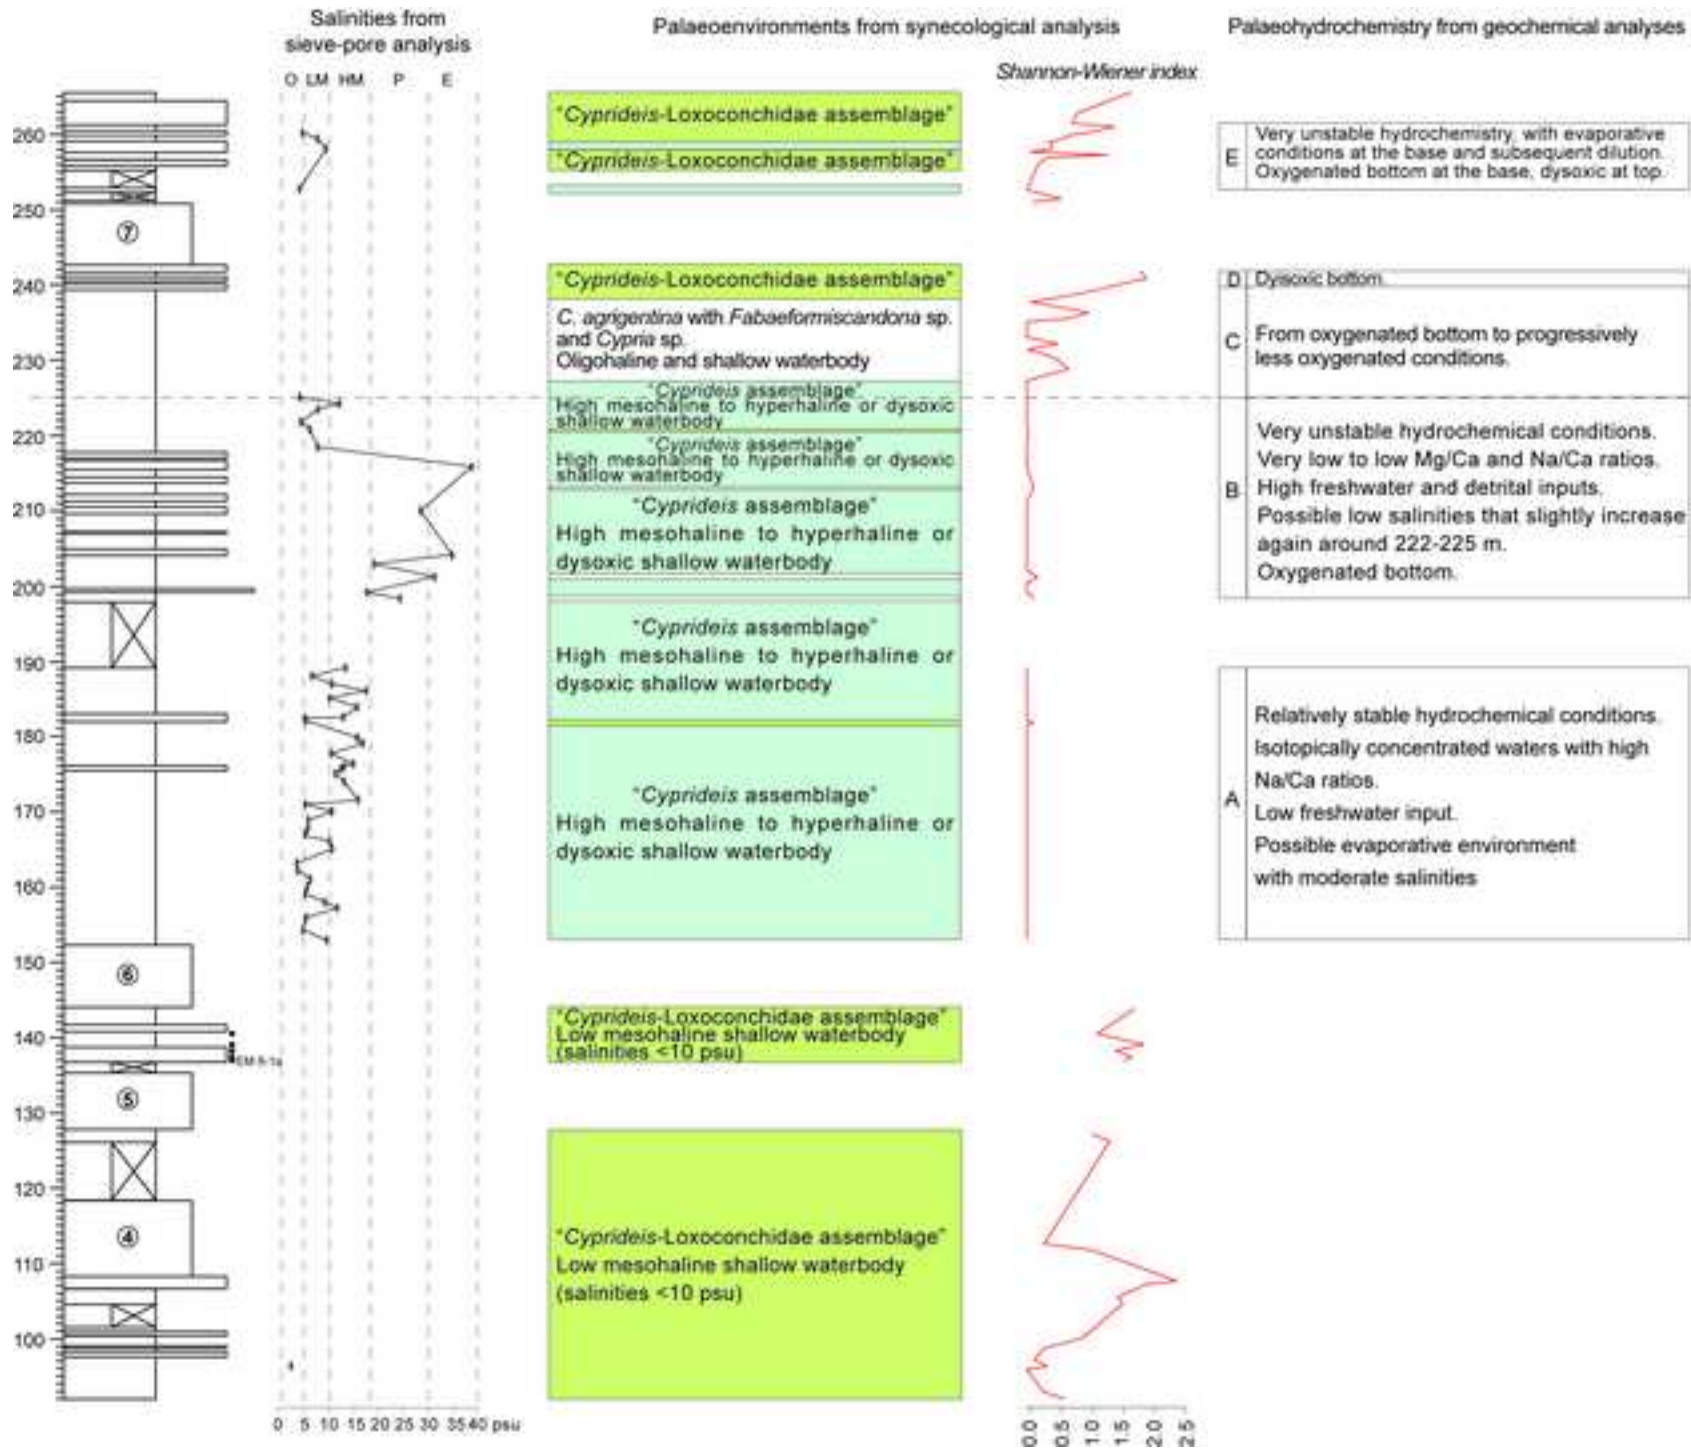 Salinities from
sieve-pore analysis
Palaeoenvironments from synecological analysis
Palaeohydrochemistry from geochemical analyses
O LM HM P E
Shannon-Wiener index
260
250
240
230
220
210
200
190
180
170
160
150
140
130
120
110
100
⑦
⑥
⑤
④
"Cyprideis-Loxoconchidae assemblage"
"Cyprideis-Loxoconchidae assemblage"
"Cyprideis-Loxoconchidae assemblage"
C. agrigentina with Fabaeformiscandona sp.
and Cypria sp.
Oligohaline and shallow waterbody
"Cyprideis assemblage"
High mesohaline to hyperhaline or dysoxic
shallow waterbody
"Cyprideis assemblage"
High mesohaline to hyperhaline or dysoxic
shallow waterbody
"Cyprideis assemblage"
High mesohaline to hyperhaline or
dysoxic shallow waterbody
"Cyprideis assemblage"
High mesohaline to hyperhaline or
dysoxic shallow waterbody
"Cyprideis assemblage"
High mesohaline to hyperhaline or
dysoxic shallow waterbody
"Cyprideis-Loxoconchidae assemblage"
Low mesohaline shallow waterbody
(salinities <10 psu)
"Cyprideis-Loxoconchidae assemblage"
Low mesohaline shallow waterbody
(salinities <10 psu)
E
Very unstable hydrochemistry, with evaporative
conditions at the base and subsequent dilution.
Oxygenated bottom at the base, dysoxic at top.
D
Dysoxic bottom.
C
From oxygenated bottom to progressively
less oxygenated conditions.
B
Very unstable hydrochemical conditions.
Very low to low Mg/Ca and Na/Ca ratios.
High freshwater and detrital inputs.
Possible low salinities that slightly increase
again around 222-225 m.
Oxygenated bottom.
A
Relatively stable hydrochemical conditions.
Isotopically concentrated waters with high
Na/Ca ratios.
Low freshwater input.
Possible evaporative environment
with moderate salinities
0 5 10 15 20 25 30 35 40 psu
0.0 0.5 1.0 1.5 2.0 2.5